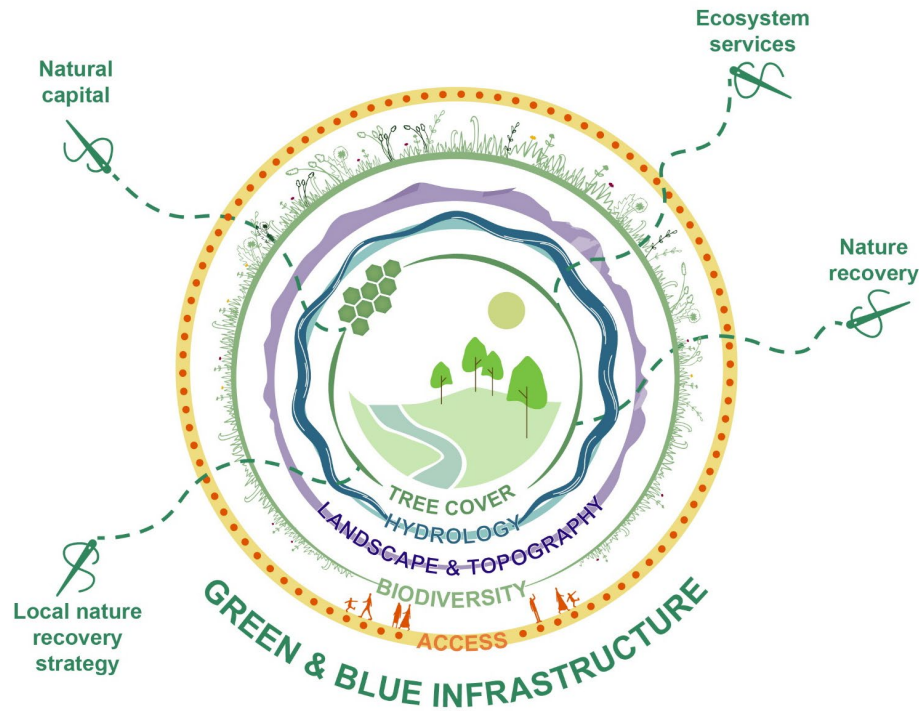 Ecosystem
services
Natural
capital
Nature
recovery
TREE COVER
HYDROLOGY
LANDSCAPE & TOPOGRAPHY
BIODIVERSITY
ACCESS
GREEN & BLUE INFRASTRUCTURE
Local nature
recovery
strategy